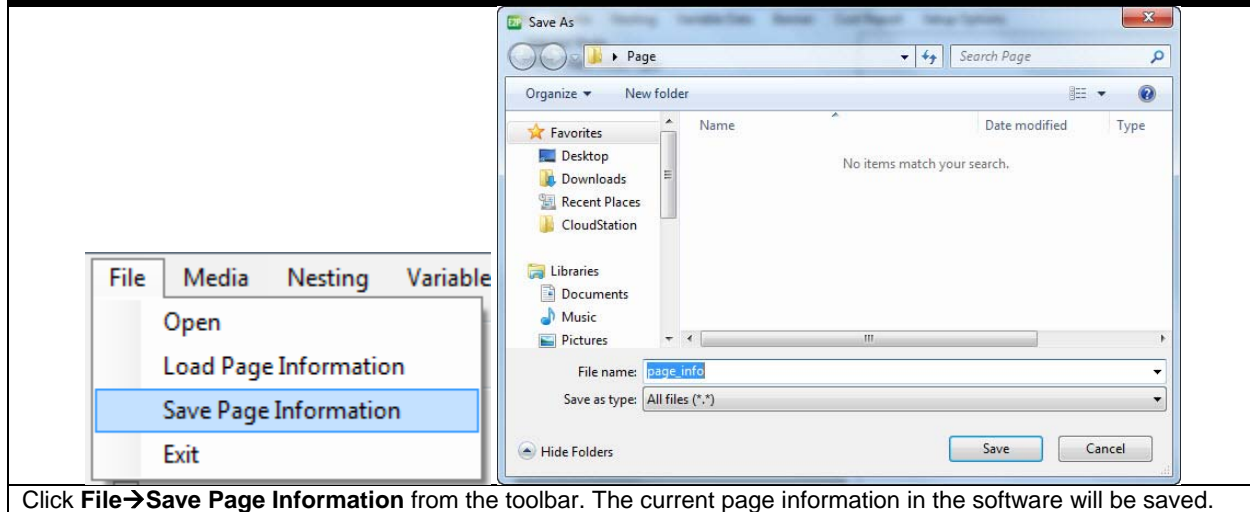 Save As
Page
Search Page
Organize
New folder
Favorites
Desktop
Downloads
Recent Places
CloudStation
Libraries
Documents
Music
Pictures
Name
Date modified
Type
No items match your search.
File name: page_info
Save as type: All files (*.*)
Hide Folders
Save
Cancel
File Media Nesting Variable
Open
Load Page Information
Save Page Information
Exit
Click File→Save Page Information from the toolbar. The current page information in the software will be saved.